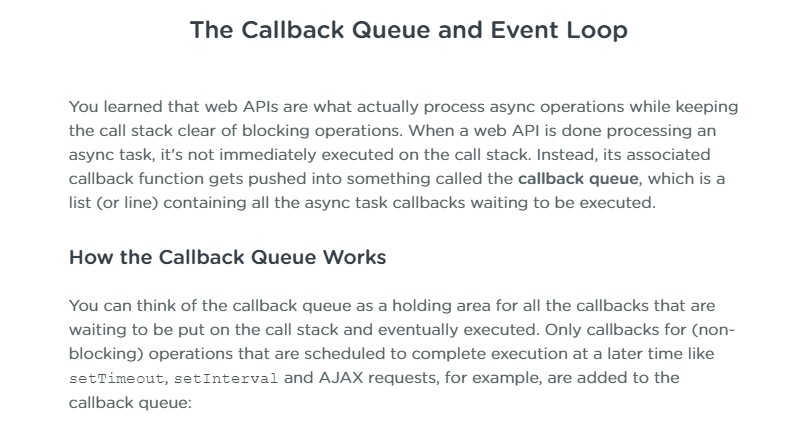 The Callback Queue and Event Loop
You learned that web APIs are what actually process async operations while keeping
the call stack clear of blocking operations. When a web API is done processing an
async task, it's not immediately executed on the call stack. Instead, its associated
callback function gets pushed into something called the callback queue, which is a
list (or line) containing all the async task callbacks waiting to be executed.
How the Callback Queue Works
You can think of the callback queue as a holding area for all the callbacks that are
waiting to be put on the call stack and eventually executed. Only callbacks for (non-
blocking) operations that are scheduled to complete execution at a later time like
setTimeout, setInterval and AJAX requests, for example, are added to the
callback queue: